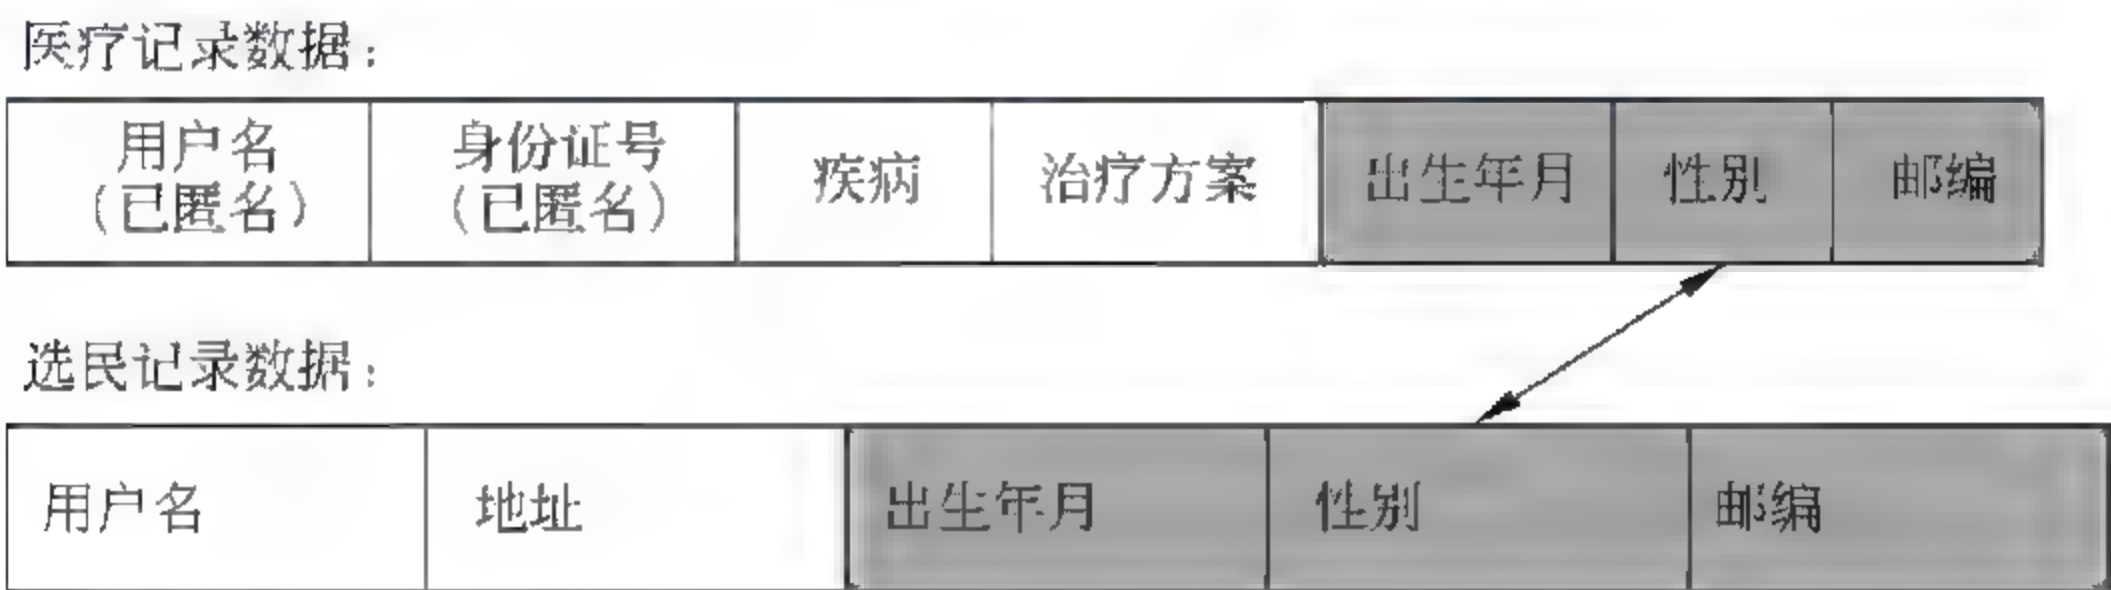 医疗记录数据：
用户名 身份证号 疾病 治疗方案 出生年月 性别 邮编
（已匿名） （已匿名）
选民记录数据：
用户名 地址 出生年月 性别 邮编